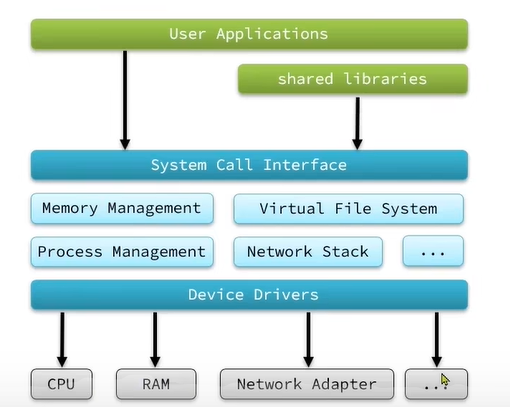 User Applications
shared libraries
System Call Interface
Memory Management
Virtual File System
Process Management
Network Stack
...
Device Drivers
CPU
RAM
Network Adapter
...